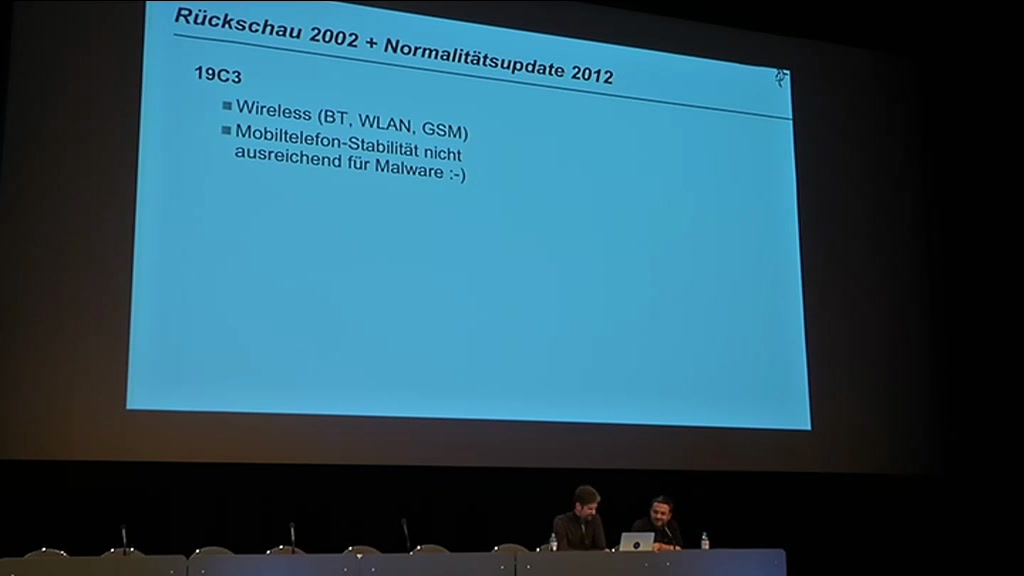 Rückschau 2002 + Normalitätsupdate 2012
19C3
Wireless (BT, WLAN, GSM)
Mobiltelefon-Stabilität nicht
ausreichend für Malware :-)